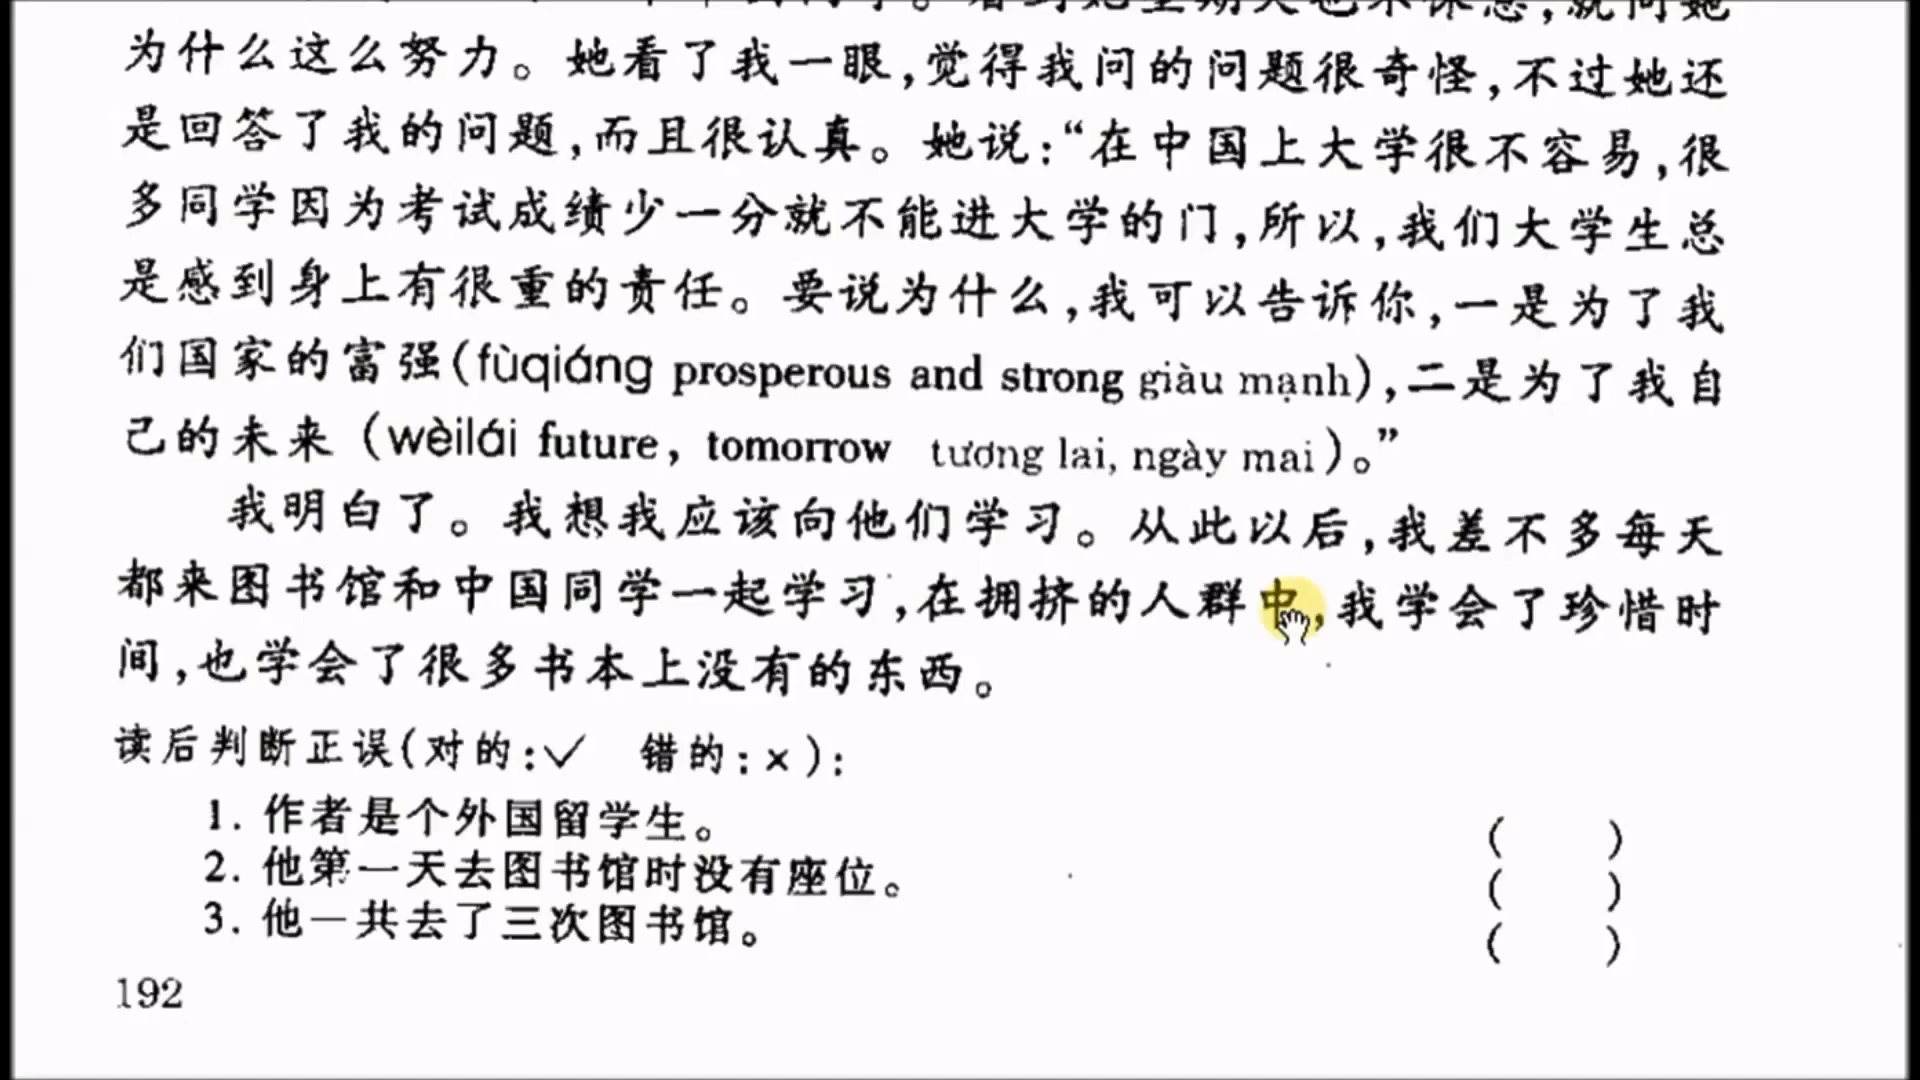 看到她星期天也不休息，就问她
为什么这么努力。她看了我一眼，觉得我问的问题很奇怪，不过她还
是回答了我的问题，而且很认真。她说：“在中国上大学很不容易，很
多同学因为考试成绩少一分就不能进大学的门，所以，我们大学生总
是感到身上有很重的责任。要说为什么，我可以告诉你，一是为了我
们国家的富强（fùqiáng prosperous and strong giàu mạnh），二是为了我自
己的未来（wèilái future, tomorrow tương lai, ngày mai）。”
我明白了。我想我应该向他们学习。从此以后，我差不多每天
都来图书馆和中国同学一起学习，在拥挤的人群中，我学会了珍惜时
间，也学会了很多书本上没有的东西。
读后判断正误（对的：✓ 错的：×）：
1. 作者是个外国留学生。 （ ）
2. 他第一天去图书馆时没有座位。 （ ）
3. 他一共去了三次图书馆。 （ ）
192